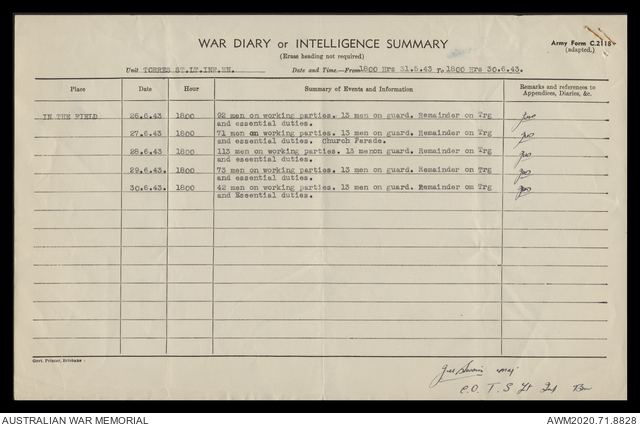 WAR DIARY or INTELLIGENCE SUMMARY
Army Form C.2118
(Erase heading not required)
(adapted.)
Unit TORRES ST.LT.INF.BN. Date and Time—From 1800 Hrs 31.5.43 To 1800 Hrs 30.6.43.
Place Date Hour Summary of Events and Information Remarks and references to Appendices, Diaries, &c.
IN THE FIELD 26.6.43 1800 92 men on working parties. 13 men on guard. Remainder on Trg
and essential duties.
27.6.43 1800 71 men on working parties. 13 men on guard. Remainder on Trg
and essential duties. Church Parade.
28.6.43 1800 113 men on working parties. 13 menon guard. Remainder on Trg
and essential duties.
29.6.43. 1800 73 men on working parties. 13 men on guard. Remainder on Trg
and essential duties.
30.6.43. 1800 42 men on working parties. 13 men on guard. Remainder on Trg
and Essential duties.
Govt. Printer, Brisbane
Maj
C.O. T. S Lt Inf Bn
AUSTRALIAN WAR MEMORIAL
AWM2020.71.8828